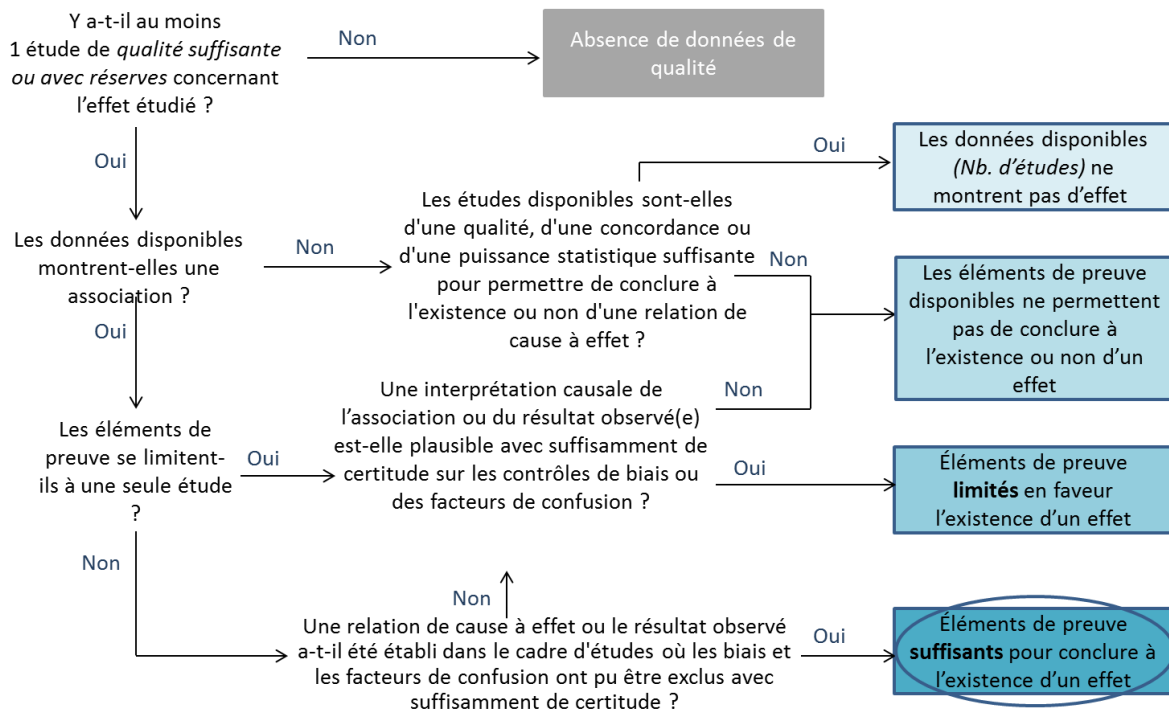 Y a-t-il au moins
1 étude de qualité suffisante
ou avec réserves concernant
l'effet étudié ?
Non
Absence de données de
qualité
Oui
Oui
Les données disponibles
(Nb. d'études) ne
montrent pas d'effet
Les données disponibles
montrent-elles une
association ?
Non
Les études disponibles sont-elles
d'une qualité, d'une concordance ou
d'une puissance statistique suffisante
pour permettre de conclure à
l'existence ou non d'une relation de
cause à effet ?
Non
Les éléments de preuve
disponibles ne permettent
pas de conclure à
l'existence ou non d'un
effet
Oui
Les éléments de
preuve se limitent-
ils à une seule étude
?
Oui
Une interprétation causale de
l'association ou du résultat observé(e)
est-elle plausible avec suffisamment de
certitude sur les contrôles de biais ou
des facteurs de confusion ?
Non
Oui
Éléments de preuve
limités en faveur
l'existence d'un effet
Non
Non
Une relation de cause à effet ou le résultat observé
a-t-il été établi dans le cadre d'études où les biais et
les facteurs de confusion ont pu être exclus avec
suffisamment de certitude ?
Oui
Éléments de preuve
suffisants pour conclure à
l'existence d'un effet